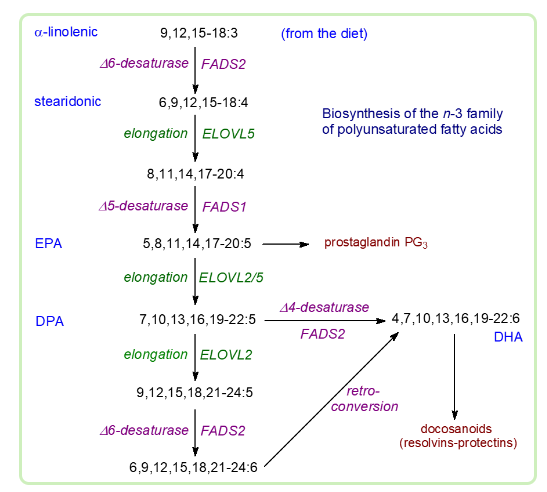 α-linolenic 9,12,15-18:3 (from the diet)
Δ6-desaturase FADS2
stearidonic 6,9,12,15-18:4
Biosynthesis of the n-3 family
of polyunsaturated fatty acids
elongation ELOVL5
8,11,14,17-20:4
Δ5-desaturase FADS1
EPA 5,8,11,14,17-20:5 prostaglandin PG3
elongation ELOVL2/5
Δ4-desaturase
DPA 7,10,13,16,19-22:5 4,7,10,13,16,19-22:6
FADS2
DHA
elongation ELOVL2
9,12,15,18,21-24:5
retro-
conversion
Δ6-desaturase FADS2
docosanoids
(resolvins-protectins)
6,9,12,15,18,21-24:6